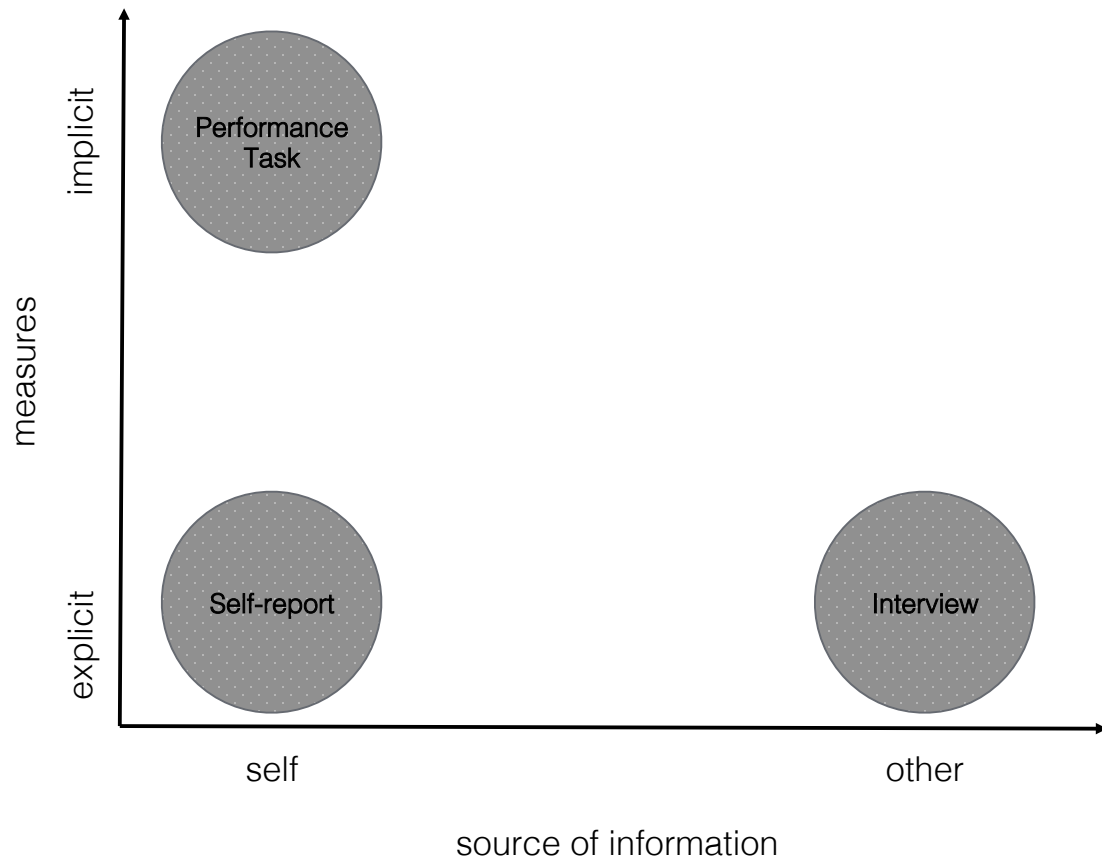 implicit
Performance
Task
measures
explicit
Self-report
Interview
self
other
source of information